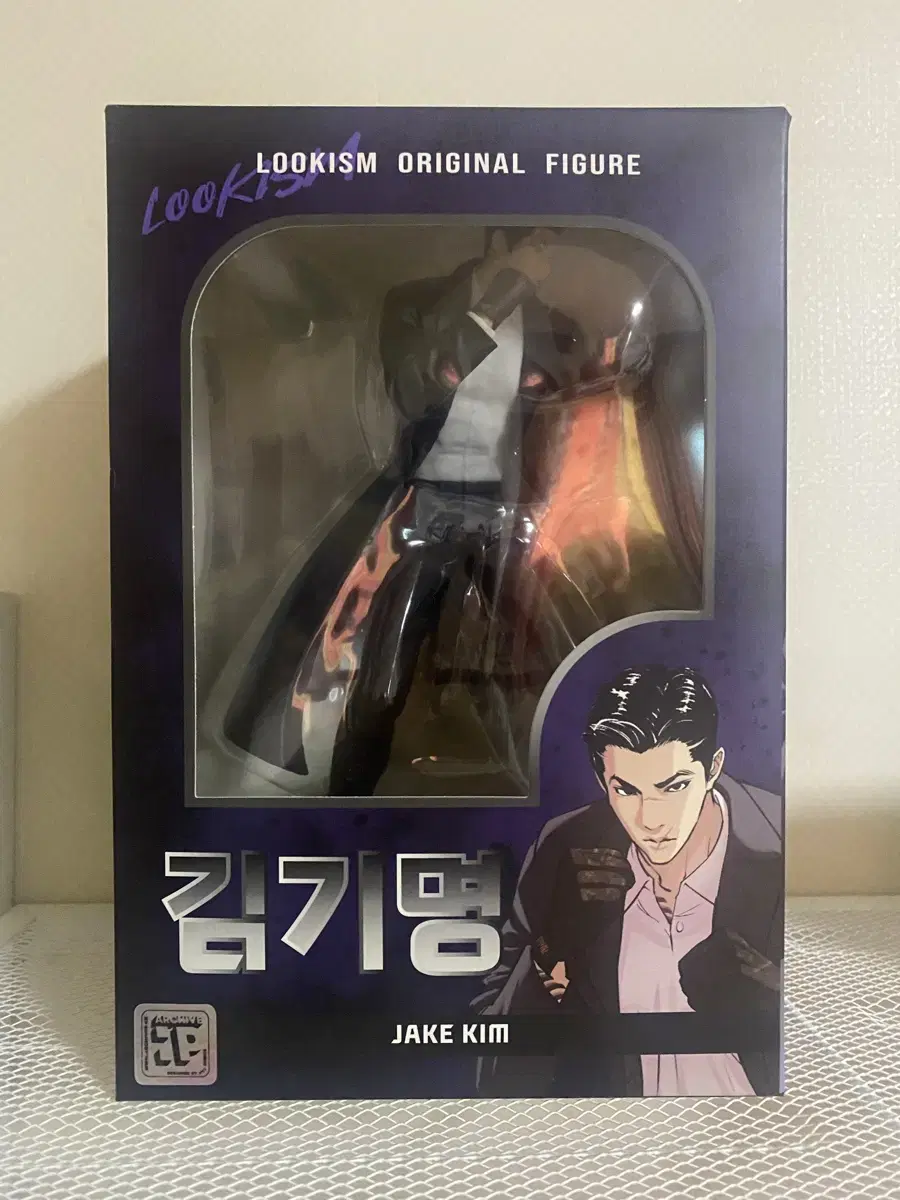 LOOKISM ORIGINAL FIGURE
LOOKISM
김기명
JAKE KIM
ARCHIVE